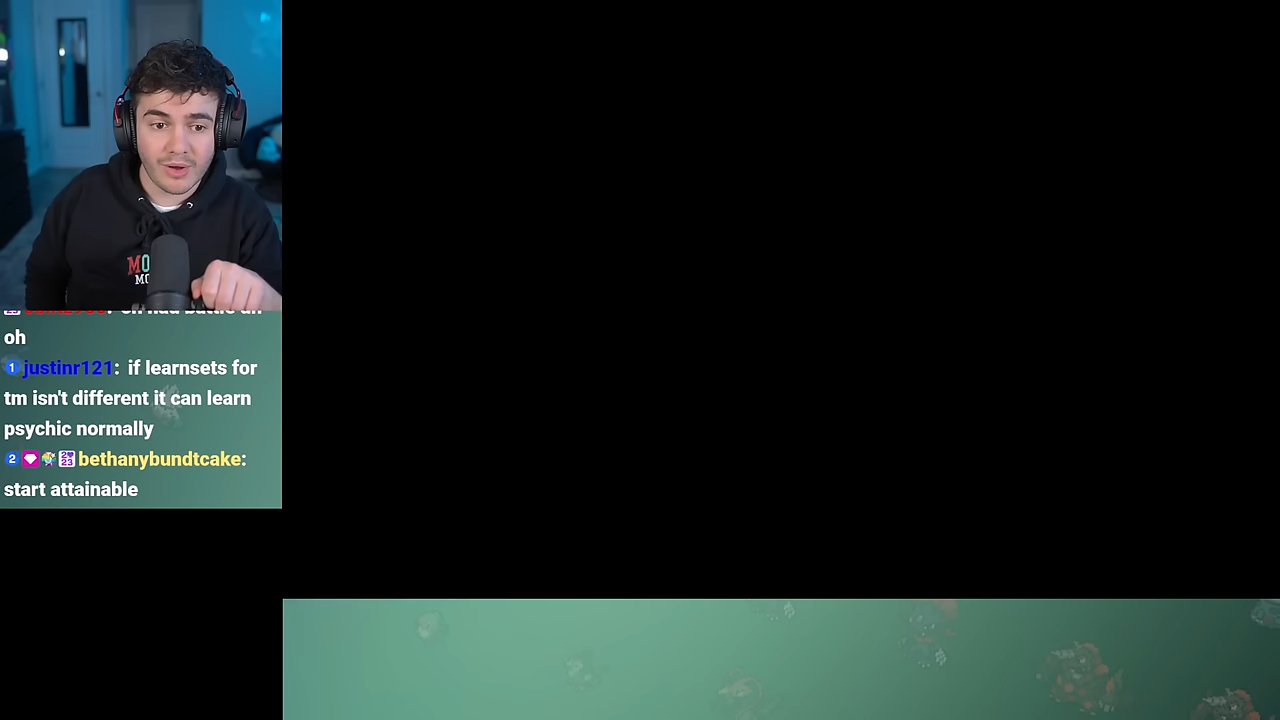 oh
justinr121: if learnsets for
tm isn't different it can learn
psychic normally
bethanybundtcake:
start attainable